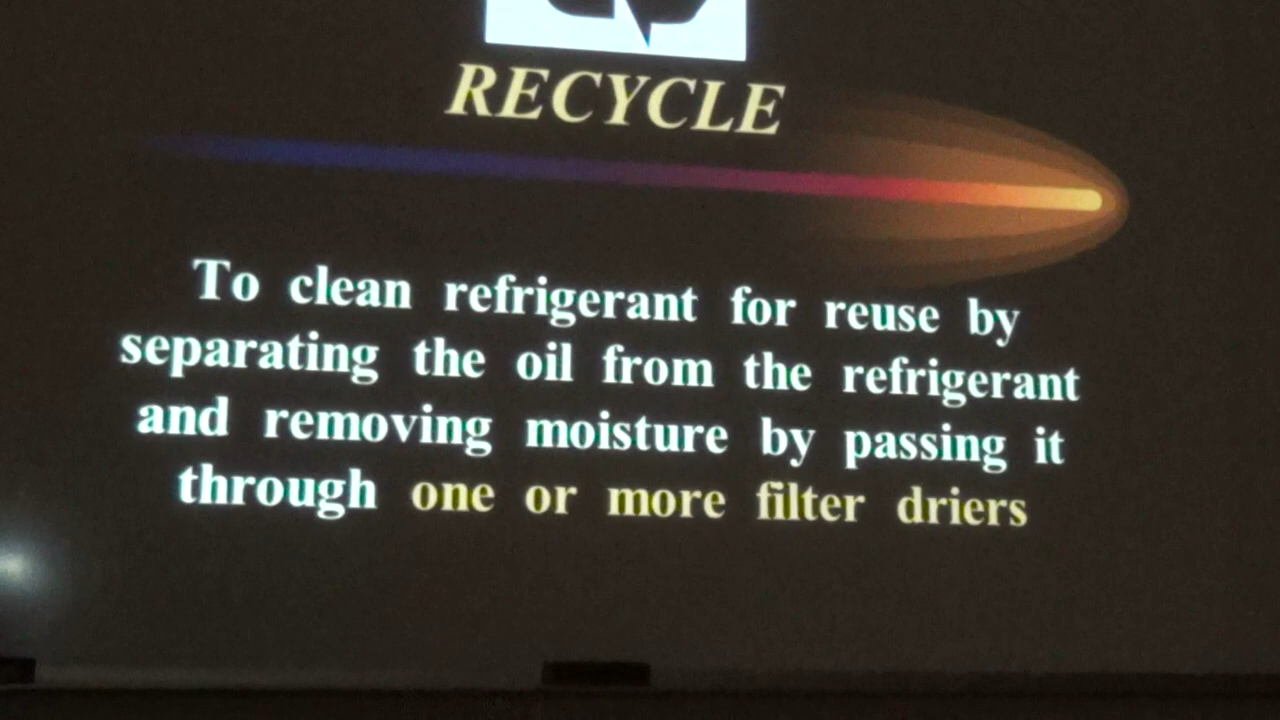 RECYCLE
To clean refrigerant for reuse by
separating the oil from the refrigerant
and removing moisture by passing it
through one or more filter driers